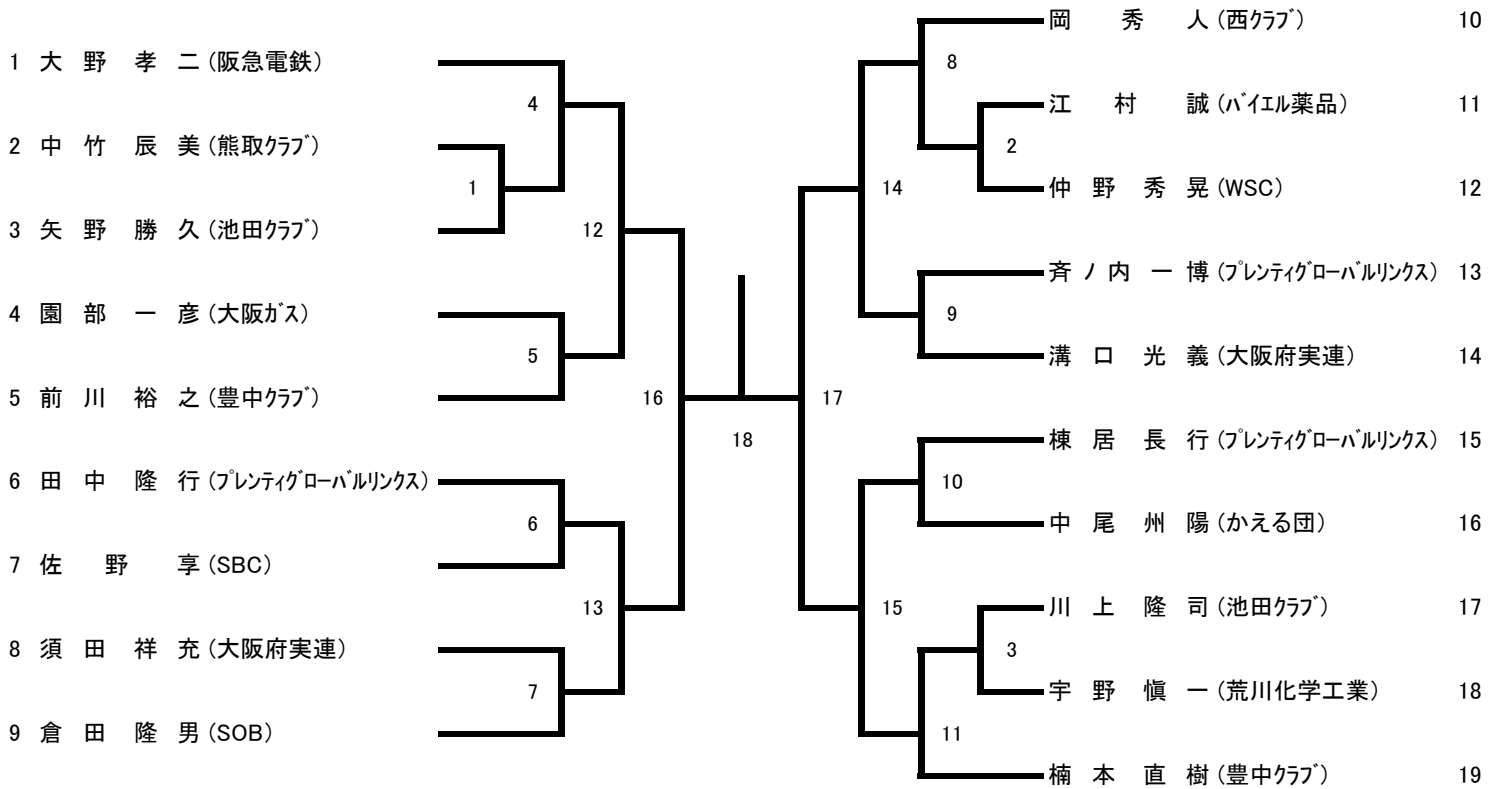 1 大野孝二 (阪急電鉄)
2 中竹辰美 (熊取ｸﾗﾌﾞ)
3 矢野勝久 (池田ｸﾗﾌﾞ)
4 園部一彦 (大阪ｶﾞｽ)
5 前川裕之 (豊中ｸﾗﾌﾞ)
6 田中隆行 (ﾌﾟﾚﾝﾃｨｸﾞﾛｰﾊﾞﾙﾘﾝｸｽ)
7 佐野享 (SBC)
8 須田祥充 (大阪府実連)
9 倉田隆男 (SOB)
4
1
12
5
16
6
13
7
18
8
2
14
9
17
10
15
3
11
岡秀人 (西ｸﾗﾌﾞ) 10
江村誠 (ﾊﾞｲｴﾙ薬品) 11
仲野秀晃 (WSC) 12
斉ノ内一博 (ﾌﾟﾚﾝﾃｨｸﾞﾛｰﾊﾞﾙﾘﾝｸｽ) 13
溝口光義 (大阪府実連) 14
棟居長行 (ﾌﾟﾚﾝﾃｨｸﾞﾛｰﾊﾞﾙﾘﾝｸｽ) 15
中尾州陽 (かえる団) 16
川上隆司 (池田ｸﾗﾌﾞ) 17
宇野愼一 (荒川化学工業) 18
楠本直樹 (豊中ｸﾗﾌﾞ) 19